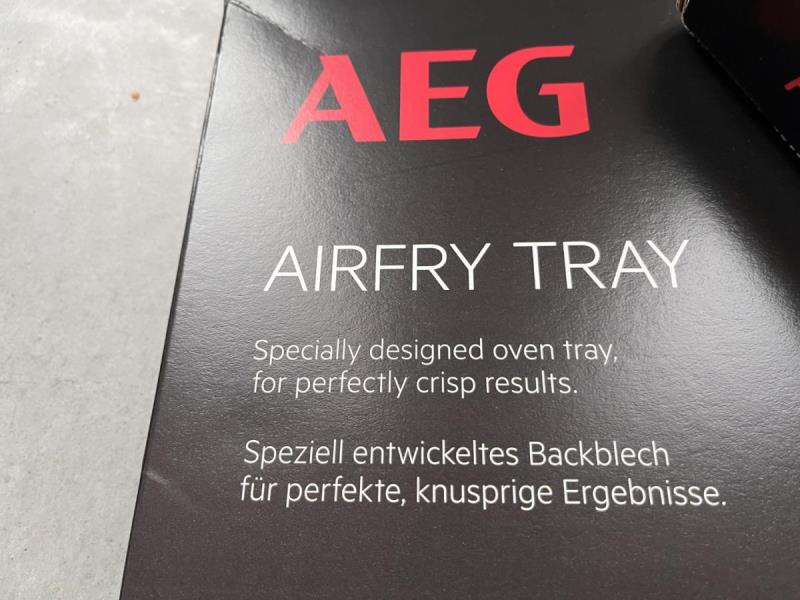 AEG
AIRFRY TRAY
Specially designed oven tray,
for perfectly crisp results.
Speziell entwickeltes Backblech
für perfekte, knusprige Ergebnisse.